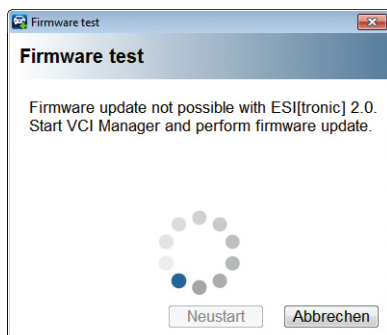 Firmware test
Firmware test
Firmware update not possible with ESI[tronic] 2.0.
Start VCI Manager and perform firmware update.
Neustart Abbrechen